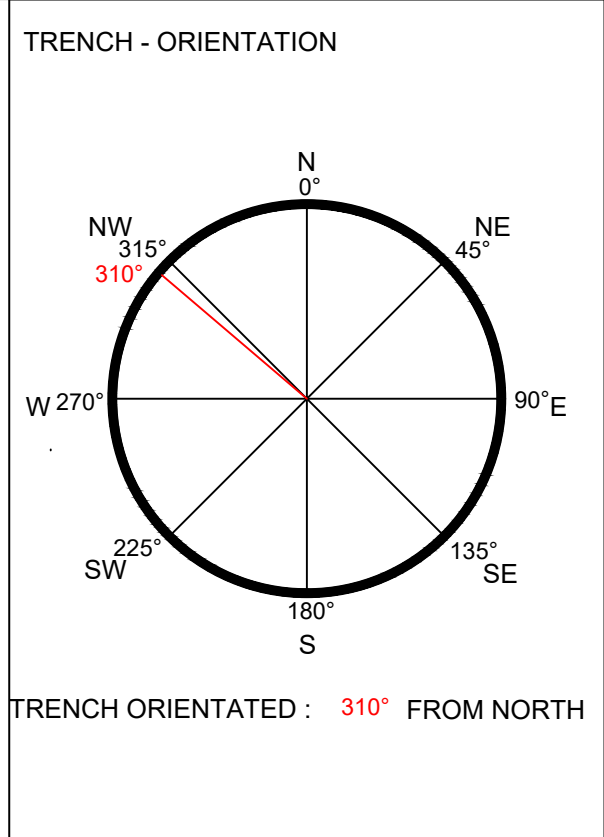 TRENCH - ORIENTATION
N
0°
NW
NE
315°
45°
310°
W 270°
90°E
225°
135°
SW
SE
180°
S
TRENCH ORIENTATED : 310° FROM NORTH